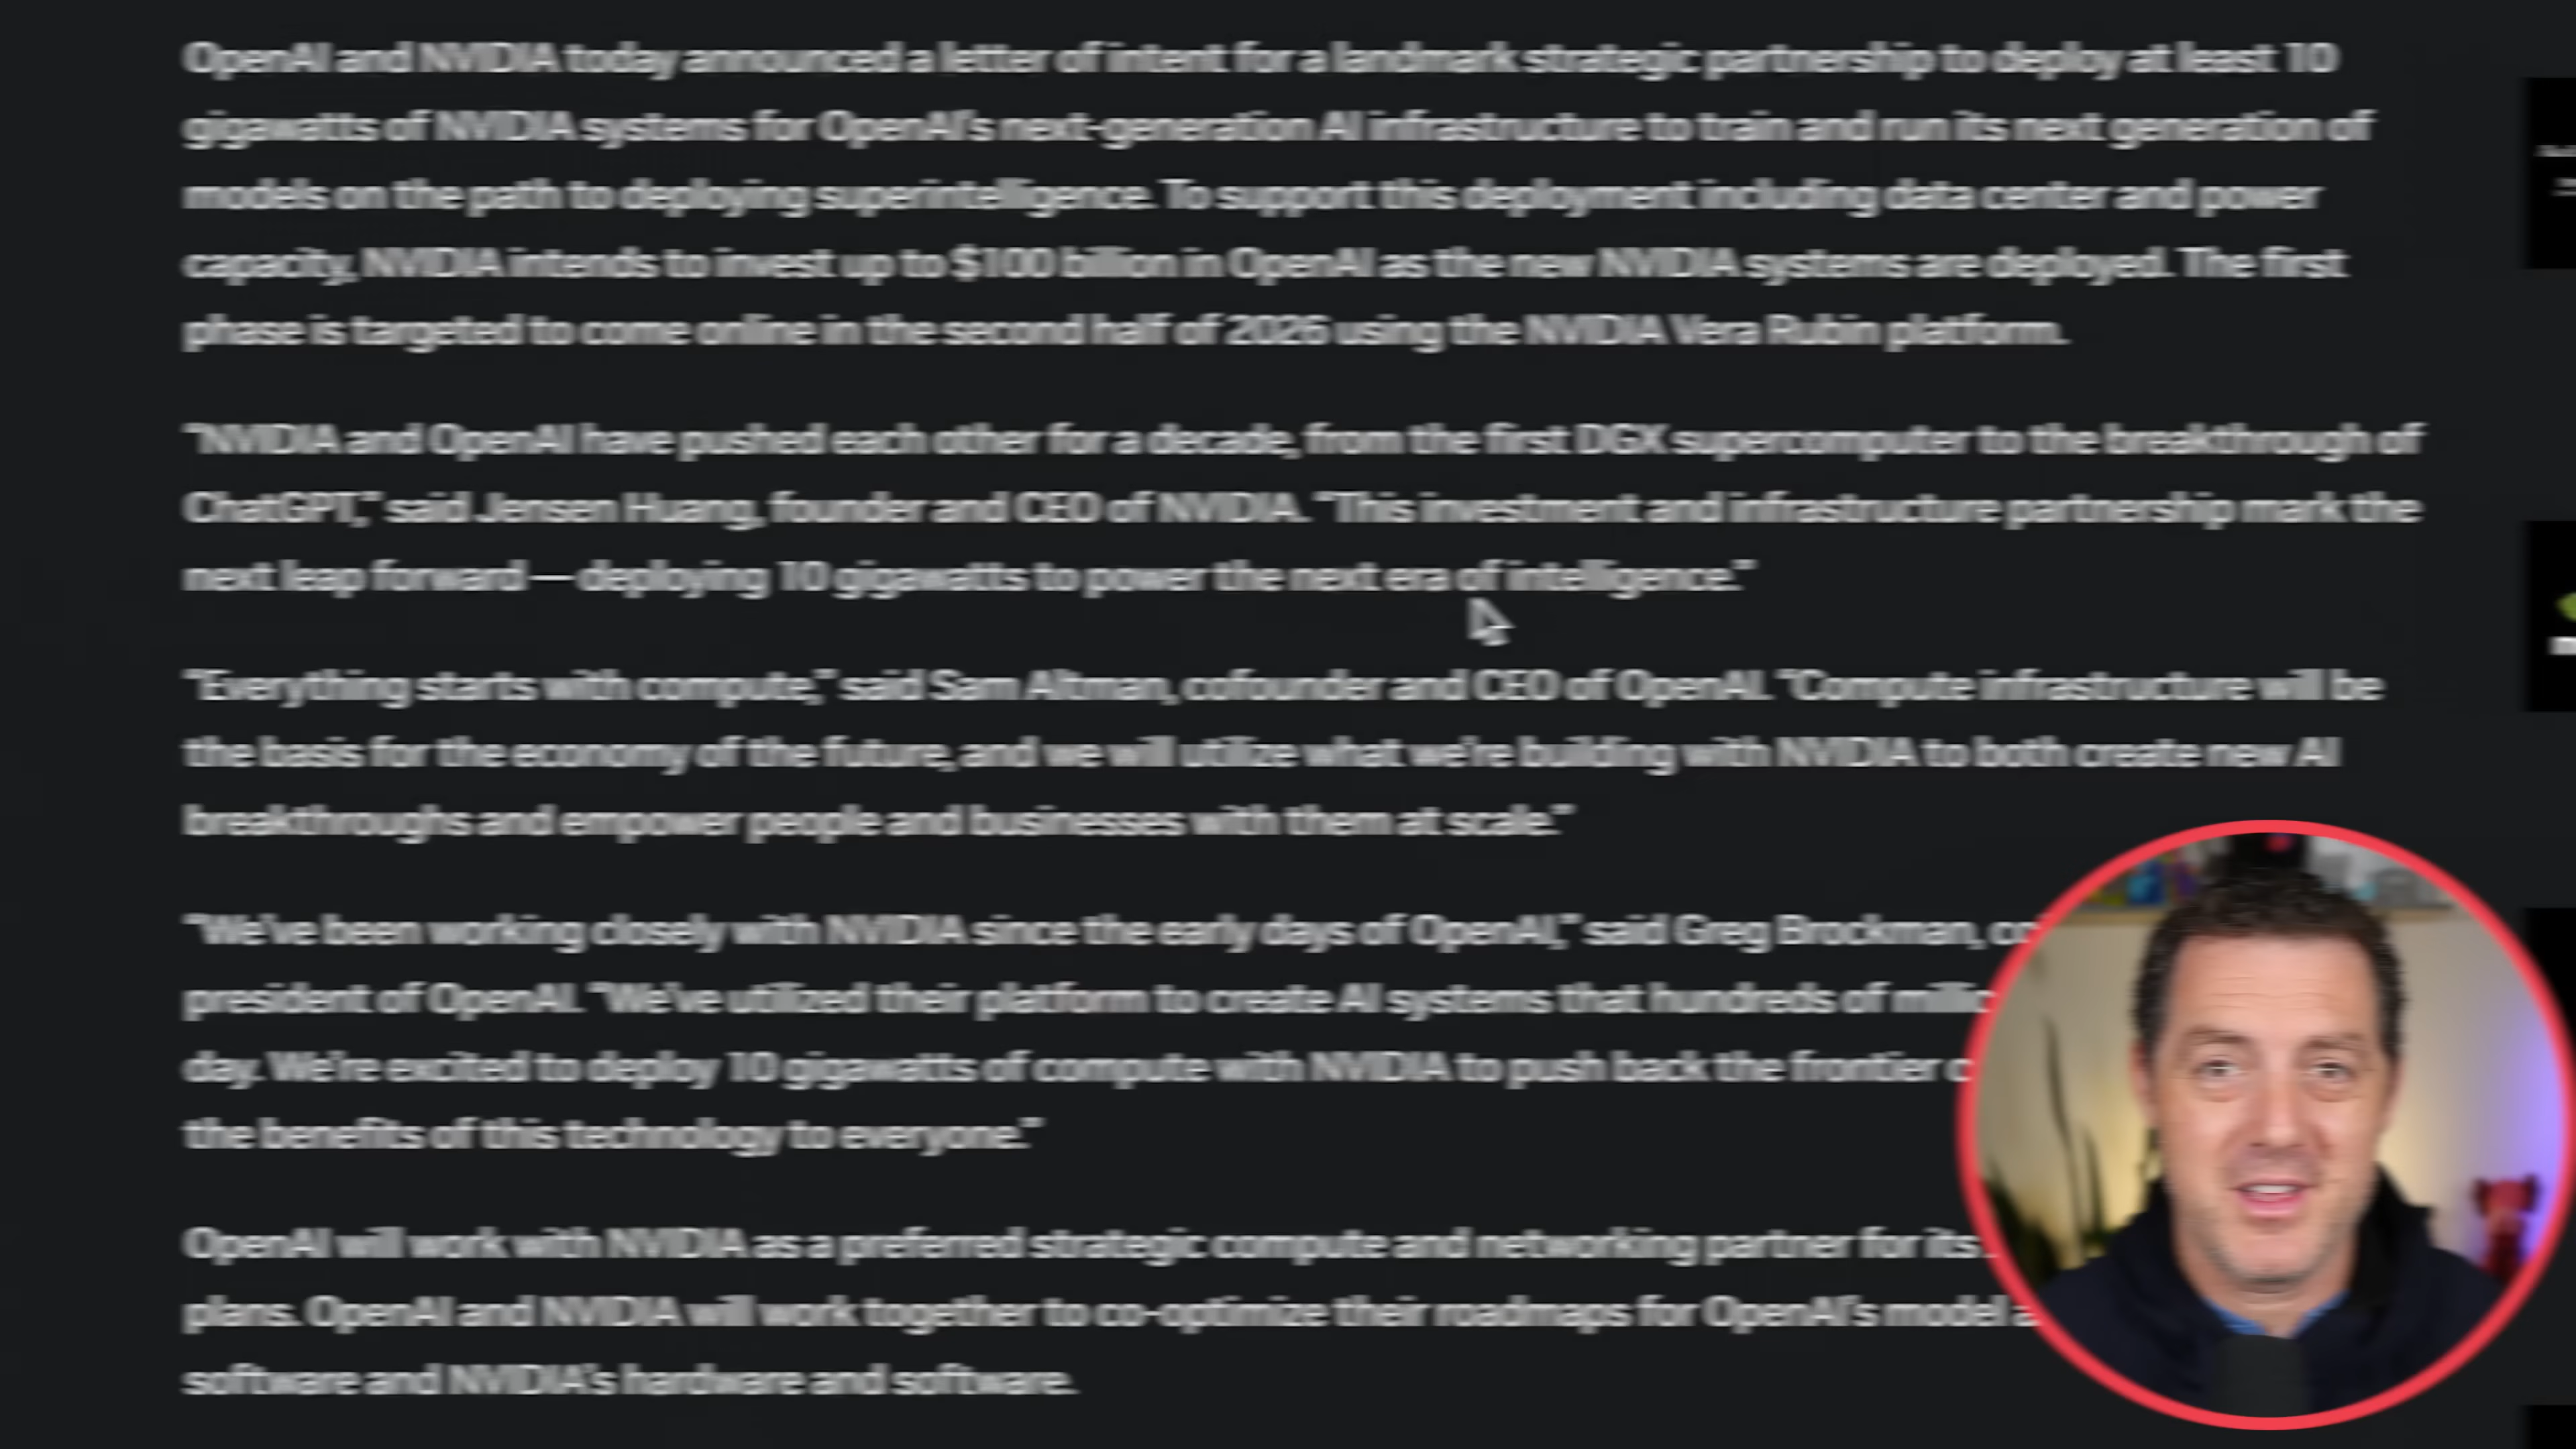 OpenAI and NVIDIA today announced a letter of intent for a landmark strategic partnership to deploy at least 10
gigawatts of NVIDIA systems for OpenAI's next-generation AI infrastructure to train and run its next generation of
models on the path to deploying superintelligence. To support this deployment including data center and power
capacity, NVIDIA intends to invest up to $100 billion in OpenAI as the new NVIDIA systems are deployed. The first
phase is targeted to come online in the second half of 2026 using the NVIDIA Vera Rubin platform.
"NVIDIA and OpenAI have pushed each other for a decade, from the first DGX supercomputer to the breakthrough of
ChatGPT," said Jensen Huang, founder and CEO of NVIDIA. "This investment and infrastructure partnership mark the
next leap forward—deploying 10 gigawatts to power the next era of intelligence."
"Everything starts with compute," said Sam Altman, cofounder and CEO of OpenAI. "Compute infrastructure will be
the basis for the economy of the future, and we will utilize what we're building with NVIDIA to both create new AI
breakthroughs and empower people and businesses with them at scale."
"We've been working closely with NVIDIA since the early days of OpenAI," said Greg Brockman,
president of OpenAI. "We've utilized their platform to create AI systems that hundreds of
day. We're excited to deploy 10 gigawatts of compute with NVIDIA to push back the frontier
the benefits of this technology to everyone."
OpenAI will work with NVIDIA as a preferred strategic compute and networking partner for its
plans. OpenAI and NVIDIA will work together to co-optimize their roadmaps for OpenAI's model
software and NVIDIA's hardware and software.